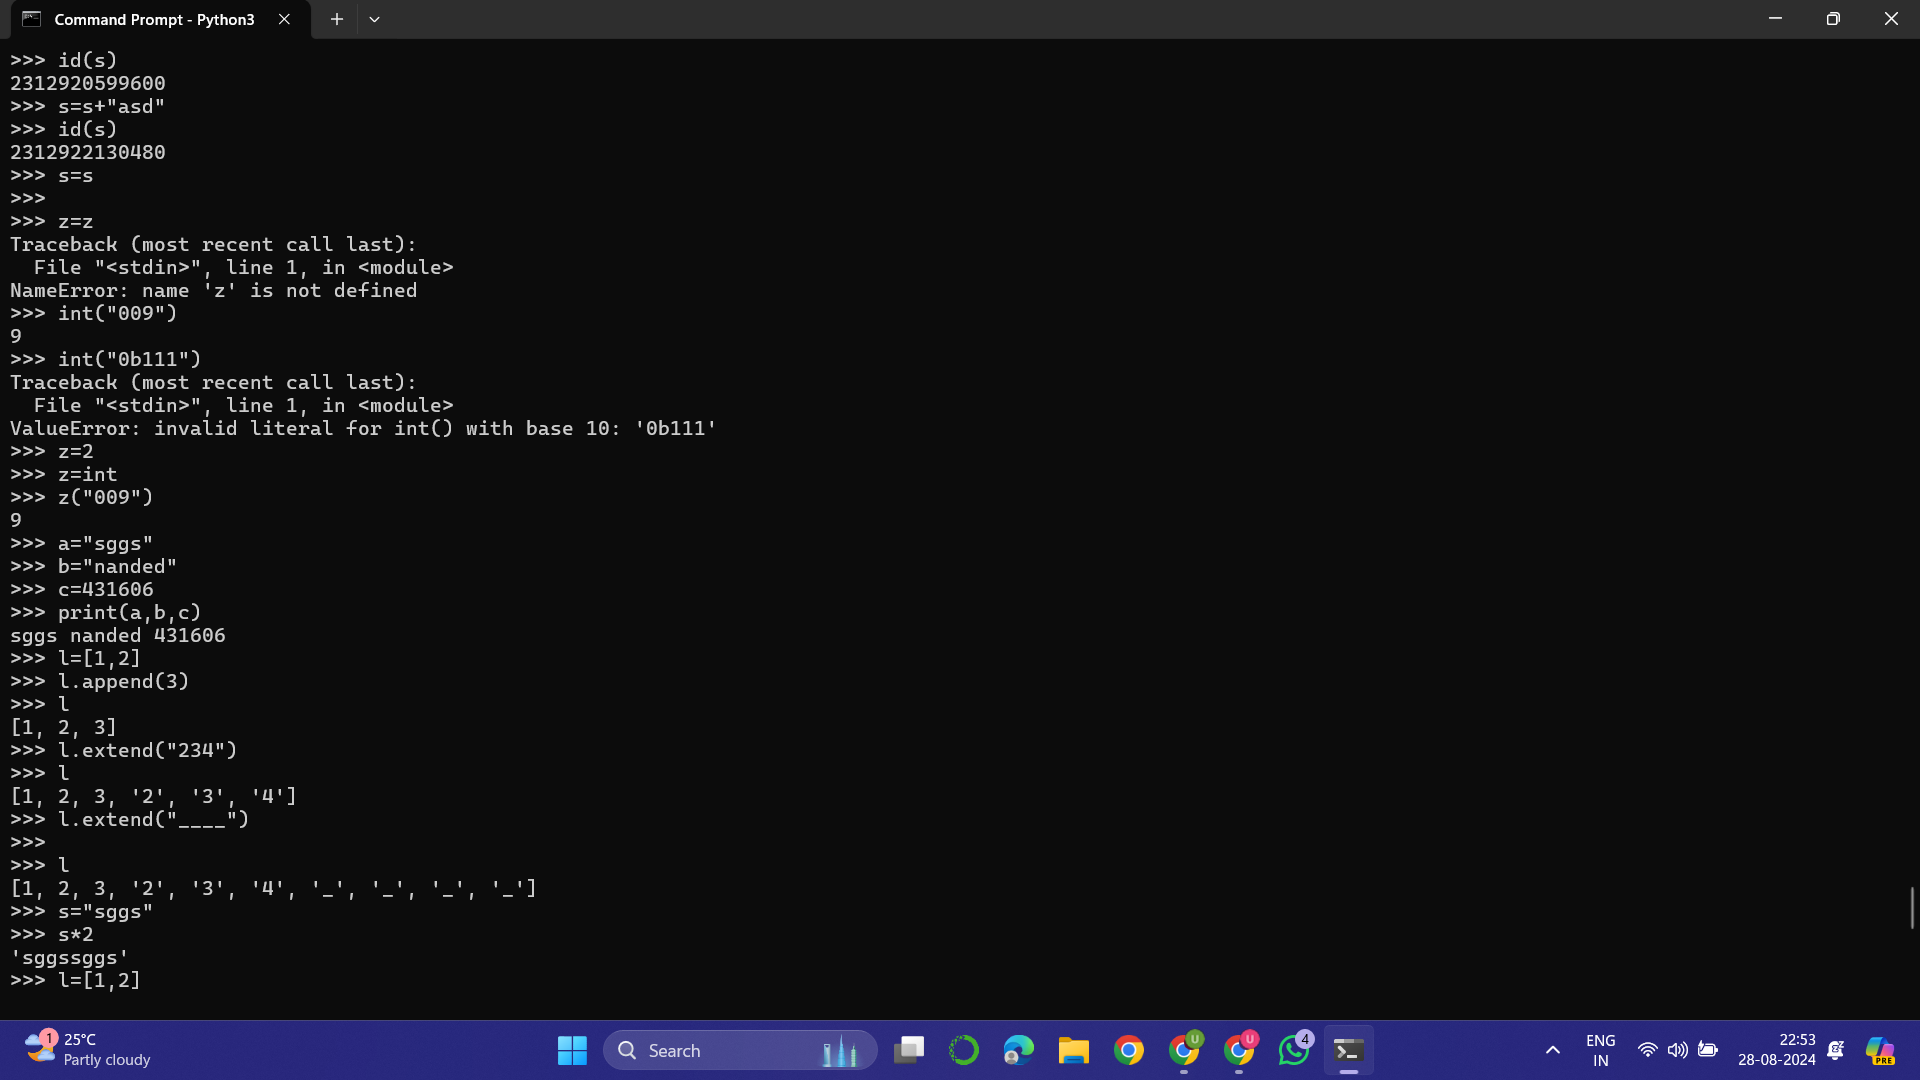 Command Prompt - Python3
>>> id(s)
2312920599600
>>> s=s+"asd"
>>> id(s)
2312922130480
>>> s=s
>>>
>>> z=z
Traceback (most recent call last):
  File "<stdin>", line 1, in <module>
NameError: name 'z' is not defined
>>> int("009")
9
>>> int("0b111")
Traceback (most recent call last):
  File "<stdin>", line 1, in <module>
ValueError: invalid literal for int() with base 10: '0b111'
>>> z=2
>>> z=int
>>> z("009")
9
>>> a="sggs"
>>> b="nanded"
>>> c=431606
>>> print(a,b,c)
sggs nanded 431606
>>> l=[1,2]
>>> l.append(3)
>>> l
[1, 2, 3]
>>> l.extend("234")
>>> l
[1, 2, 3, '2', '3', '4']
>>> l.extend("____")
>>>
>>> l
[1, 2, 3, '2', '3', '4', '_', '_', '_', '_']
>>> s="sggs"
>>> s*2
'sggssggs'
>>> l=[1,2]
1
25°C
Partly cloudy
Search
U
U
4
ENG
IN
22:53
28-08-2024
PRE